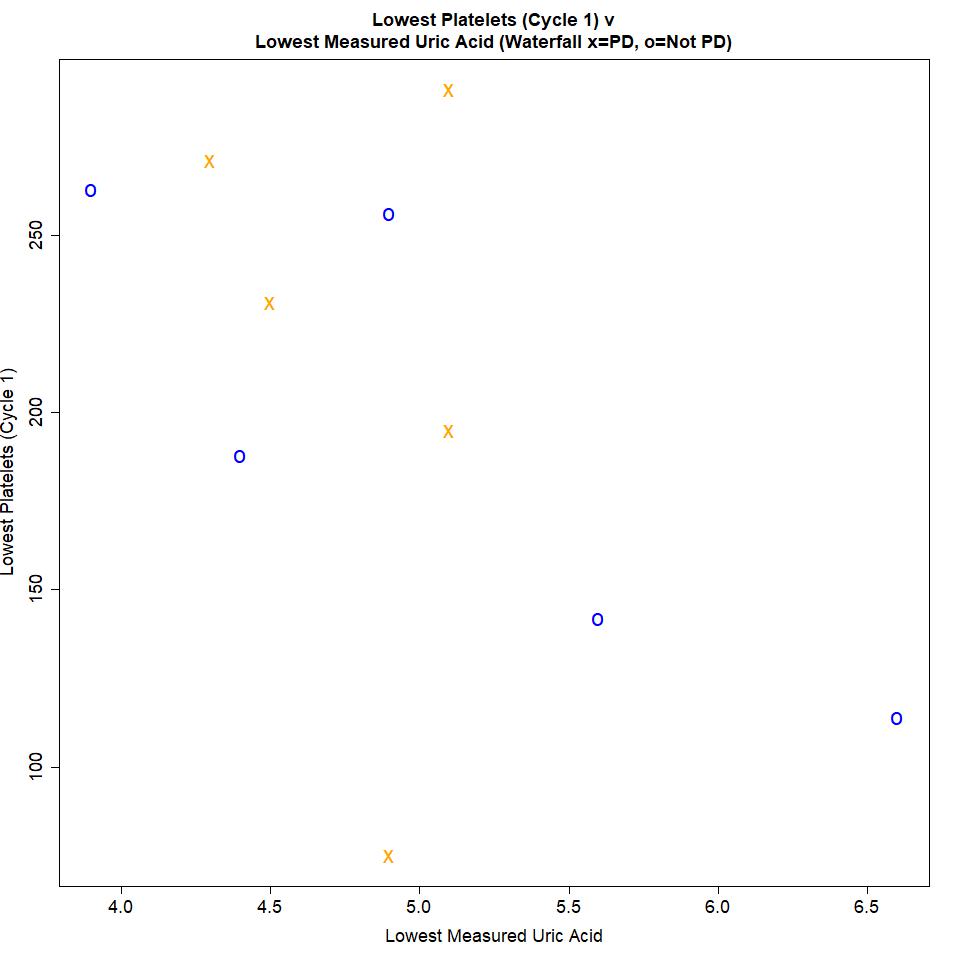 Lowest Platelets (Cycle 1) v
Lowest Measured Uric Acid (Waterfall x=PD, o=Not PD)
Lowest Platelets (Cycle 1)
250
200
150
100
X
X
O
O
X
X
O
O
O
X
4.0 4.5 5.0 5.5 6.0 6.5
Lowest Measured Uric Acid